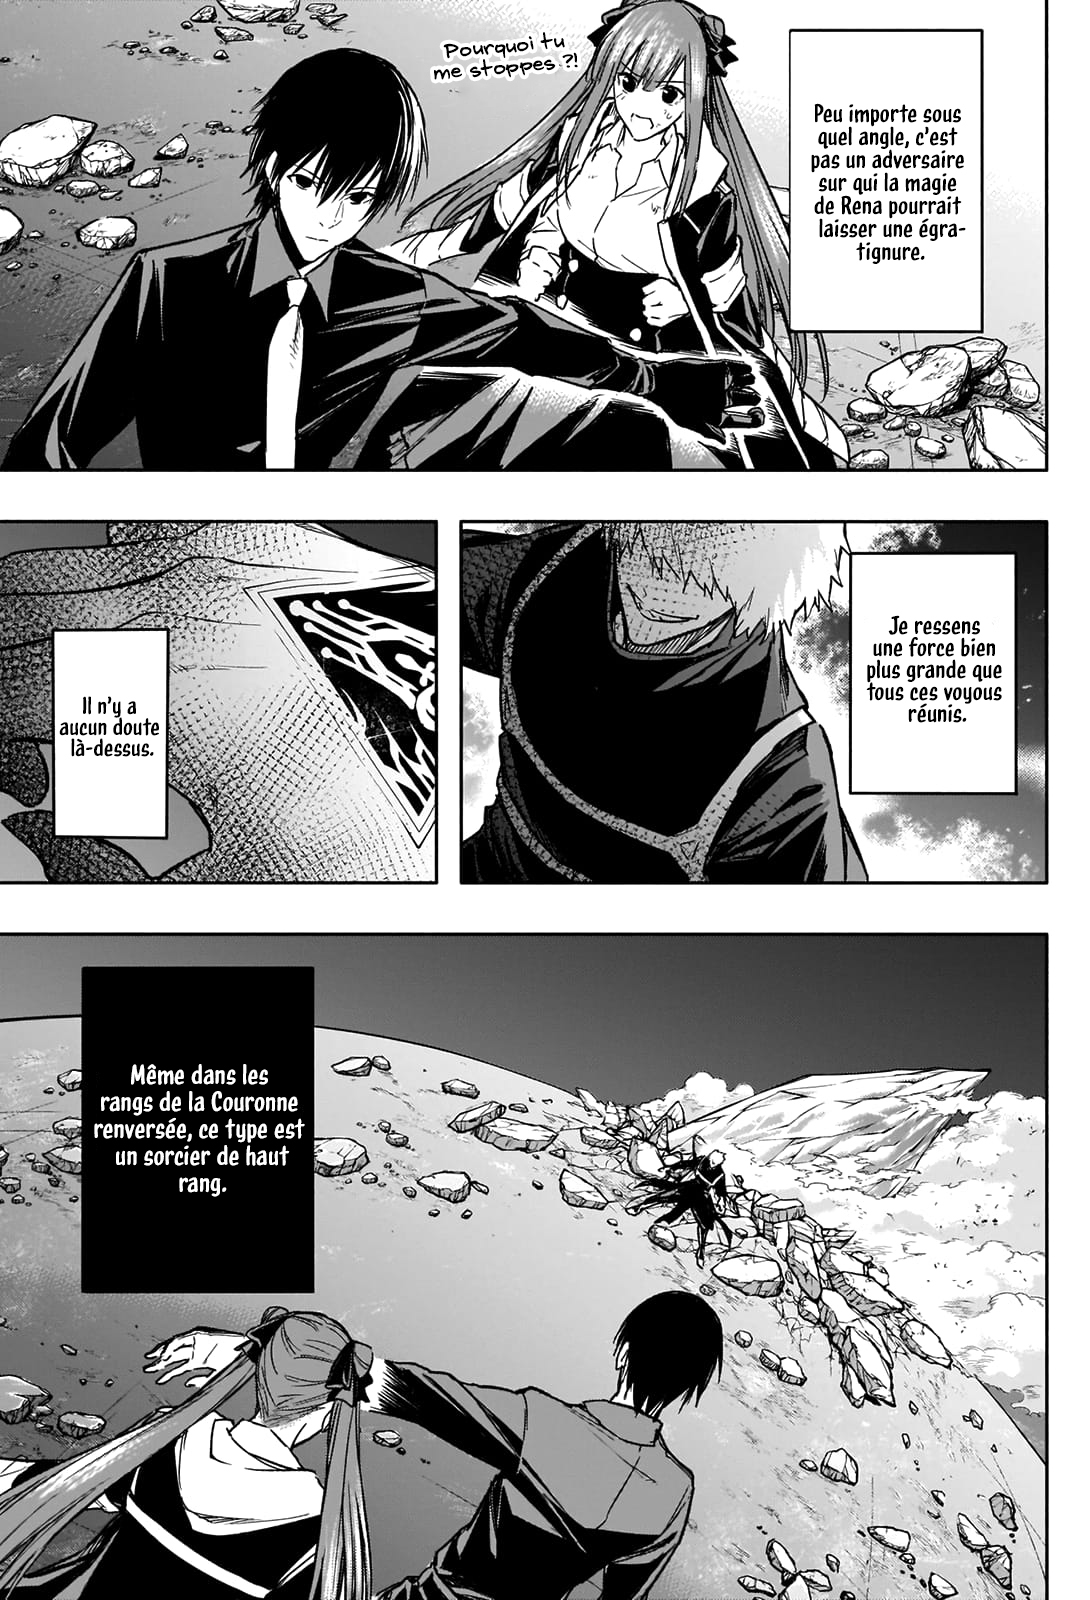 Peu importe sous
quel angle, c'est
pas un adversaire
sur qui la magie
de Rena pourrait
laisser une égra-
tignure.
Pourquoi tu
me stoppes ?!
Je ressens
une force bien
plus grande que
tous ces voyous
réunis.
Il n'y a
aucun doute
là-dessus.
Même dans les
rangs de la Couronne
renversée, ce type est
un sorcier de haut
rang.